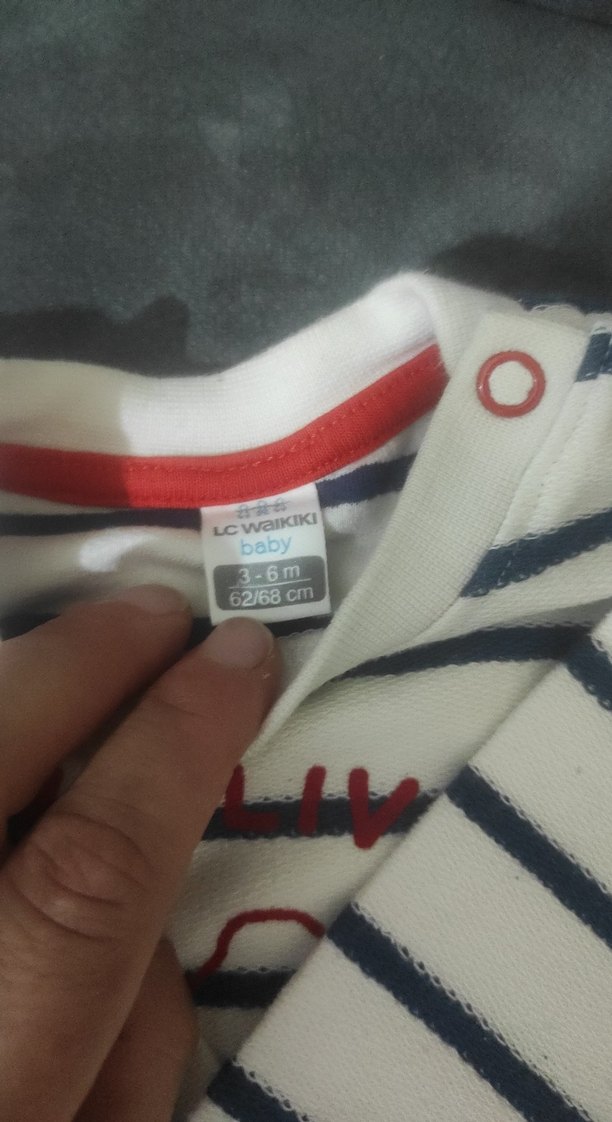 LC WAIKIKI
baby
3 - 6 m
62/68 cm
LIV